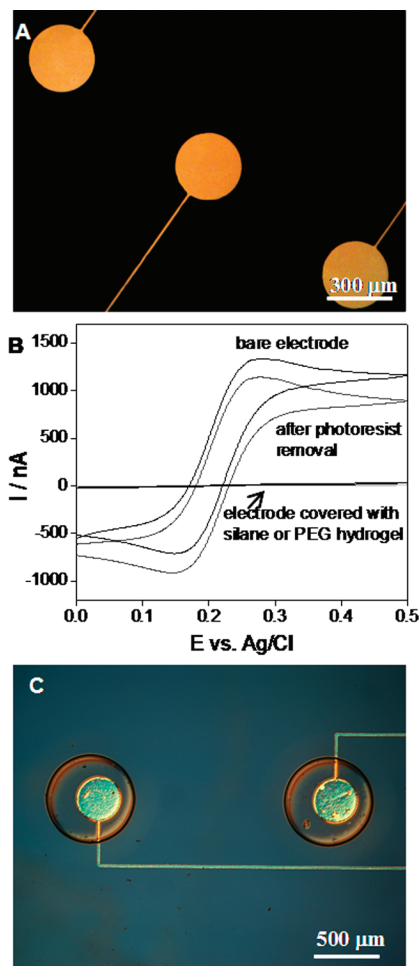 A
300 μm
B
1500
1000
500
0
-500
-1000
I / nA
bare electrode
after photoresist
removal
electrode covered with
silane or PEG hydrogel
0.0 0.1 0.2 0.3 0.4 0.5
E vs. Ag/Cl
C
500 μm